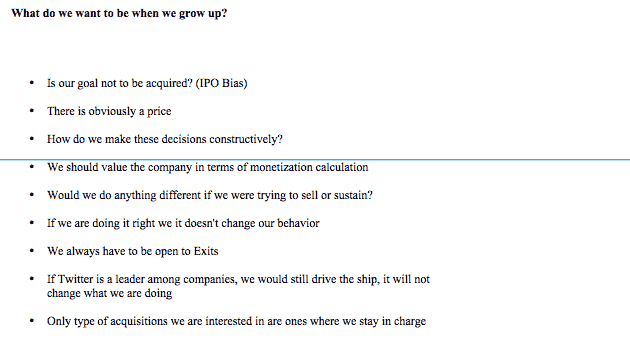 What do we want to be when we grow up?
• Is our goal not to be acquired? (IPO Bias)
• There is obviously a price
• How do we make these decisions constructively?
• We should value the company in terms of monetization calculation
• Would we do anything different if we were trying to sell or sustain?
• If we are doing it right we it doesn't change our behavior
• We always have to be open to Exits
• If Twitter is a leader among companies, we would still drive the ship, it will not
change what we are doing
• Only type of acquisitions we are interested in are ones where we stay in charge